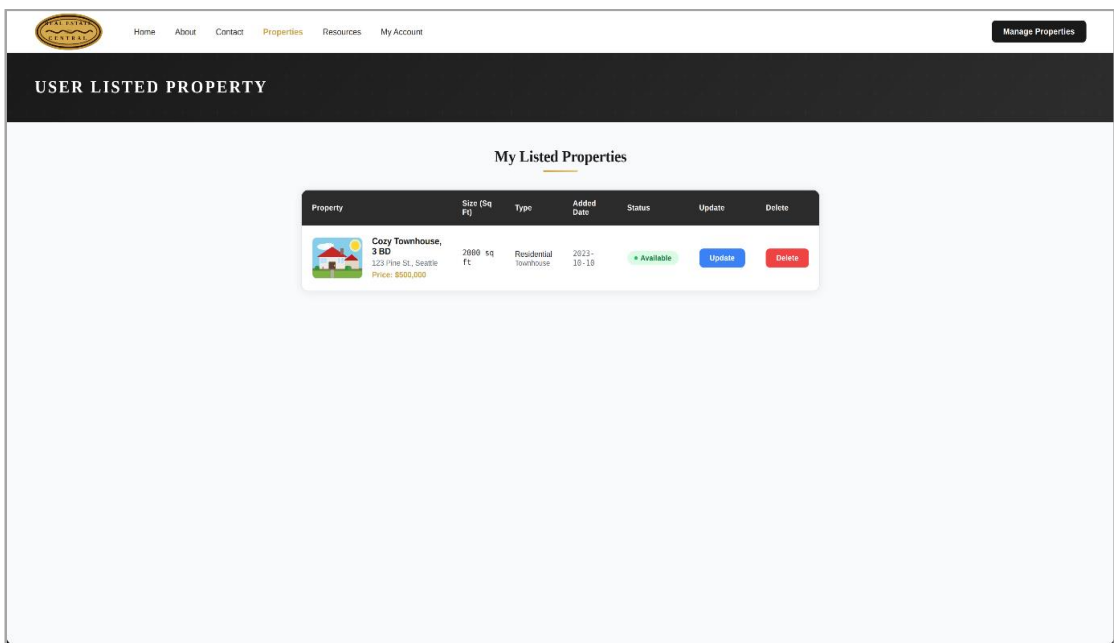 REAL ESTATE
CENTRAL
Home About Contact Properties Resources My Account
Manage Properties
USER LISTED PROPERTY
My Listed Properties
Property
Size (Sq
Ft)
Type
Added
Date
Status
Update
Delete
Cozy Townhouse,
3 BD
123 Pine St., Seattle
Price: $500,000
2000 sq
ft
Residential
Townhouse
2023-
10-10
Available
Update
Delete